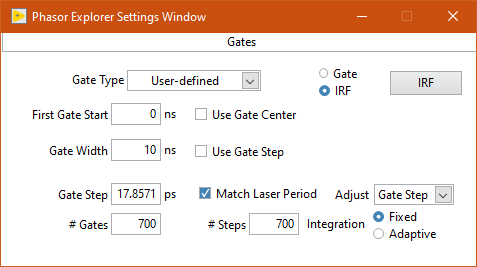 Phasor Explorer Settings Window
Gates
Gate Type User-defined Gate IRF
IRF
First Gate Start 0 ns Use Gate Center
Gate Width 10 ns Use Gate Step
Gate Step 17.8571 ps Match Laser Period Adjust Gate Step
# Gates 700 # Steps 700 Integration Fixed
Adaptive